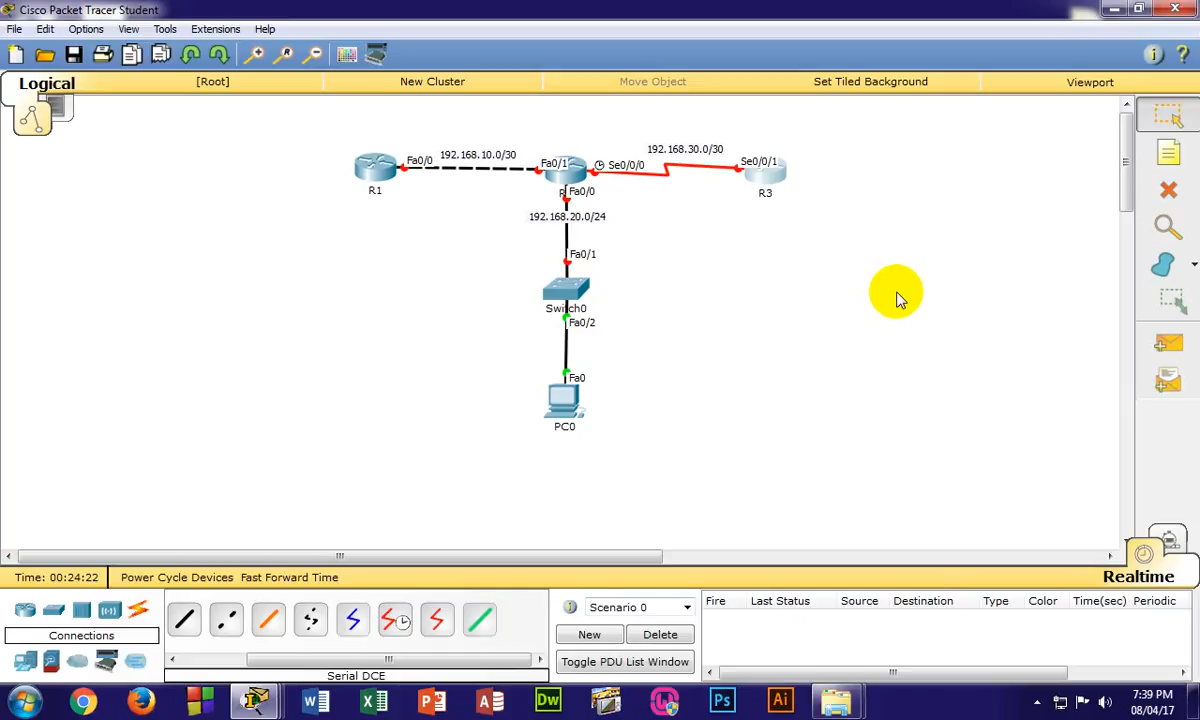 Cisco Packet Tracer Student
File Edit Options View Tools Extensions Help
Logical [Root] New Cluster Move Object Set Tiled Background Viewport
Fa0/0 192.168.10.0/30 Fa0/1 Se0/0/0 192.168.30.0/30 Se0/0/1
R1 R Fa0/0 R3
192.168.20.0/24
Fa0/1
Switch0
Fa0/2
Fa0
PC0
Time: 00:24:22 Power Cycle Devices Fast Forward Time Realtime
Connections
Serial DCE
Scenario 0
New Delete
Toggle PDU List Window
Fire Last Status Source Destination Type Color Time(sec) Periodic
Dw Ps Ai
7:39 PM
08/04/17